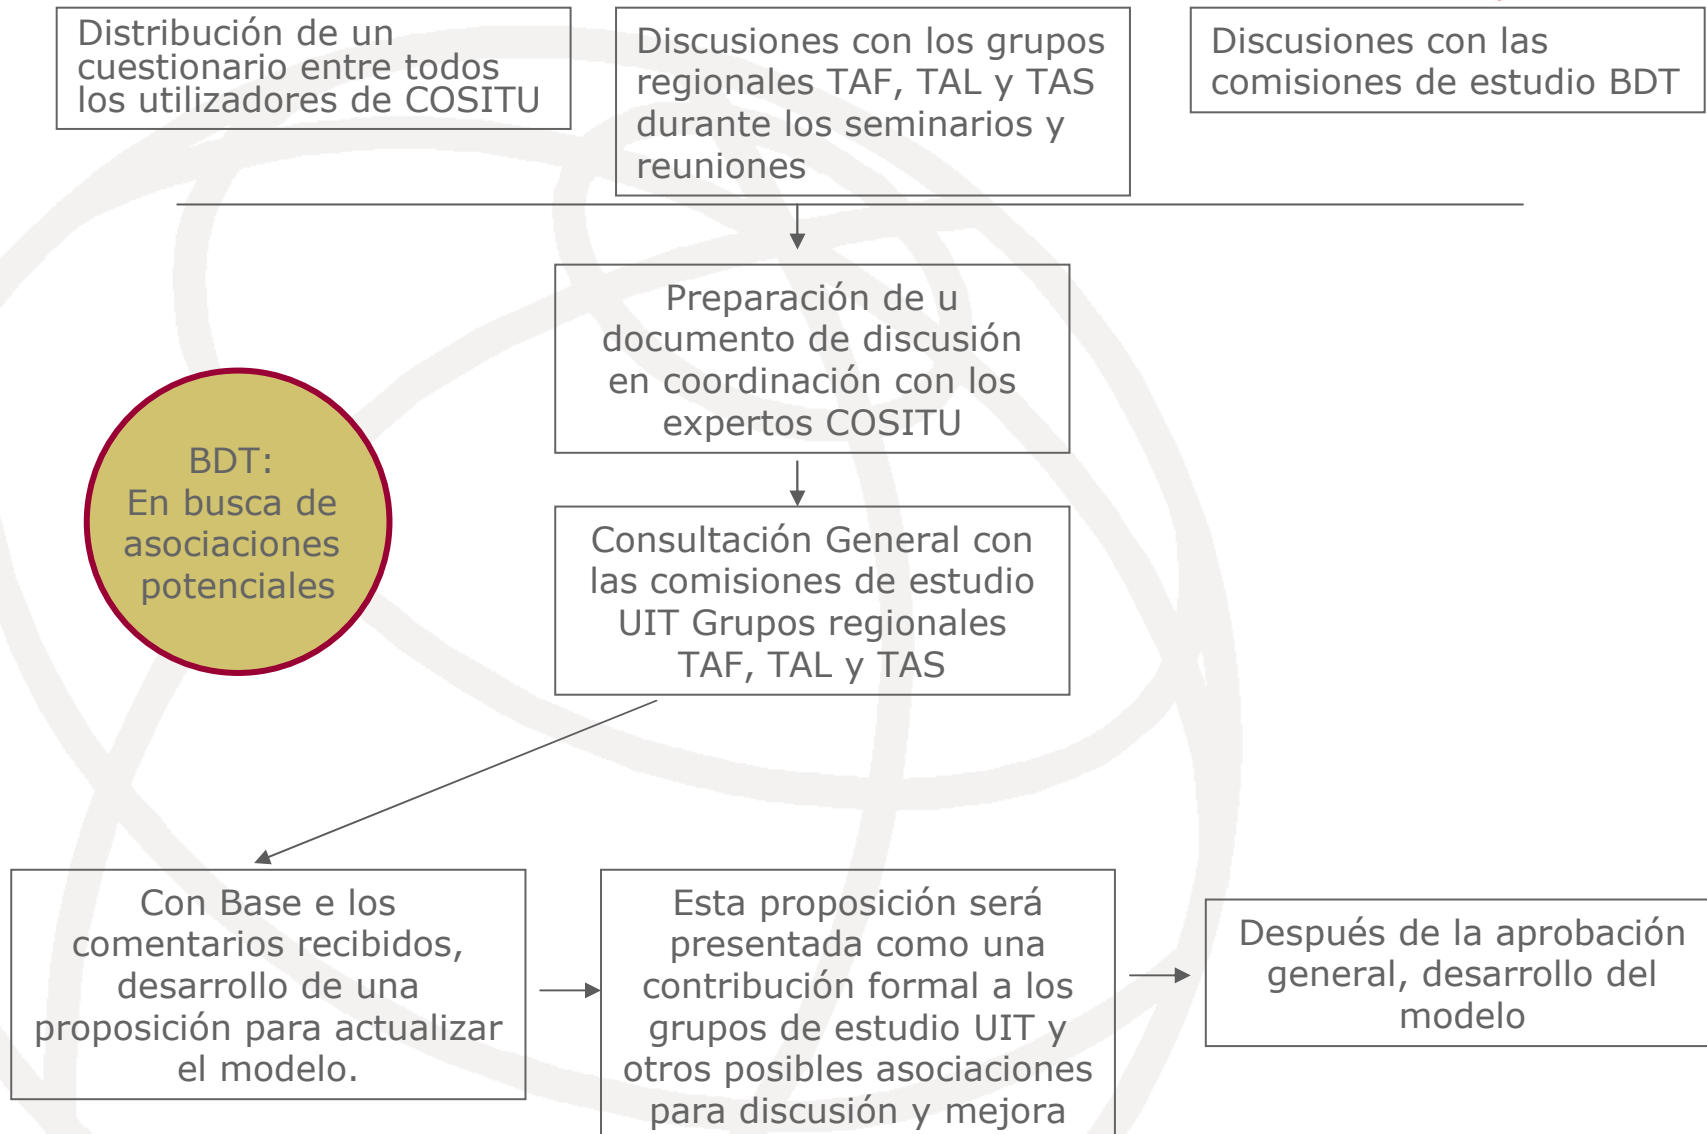 Distribución de un
cuestionario entre todos
los utilizadores de COSITU
Discusiones con los grupos
regionales TAF, TAL y TAS
durante los seminarios y
reuniones
Discusiones con las
comisiones de estudio BDT
Preparación de u
documento de discusión
en coordinación con los
expertos COSITU
BDT:
En busca de
asociaciones
potenciales
Consultación General con
las comisiones de estudio
UIT Grupos regionales
TAF, TAL y TAS
Con Base e los
comentarios recibidos,
desarrollo de una
proposición para actualizar
el modelo.
Esta proposición será
presentada como una
contribución formal a los
grupos de estudio UIT y
otros posibles asociaciones
para discusión y mejora
Después de la aprobación
general, desarrollo del
modelo